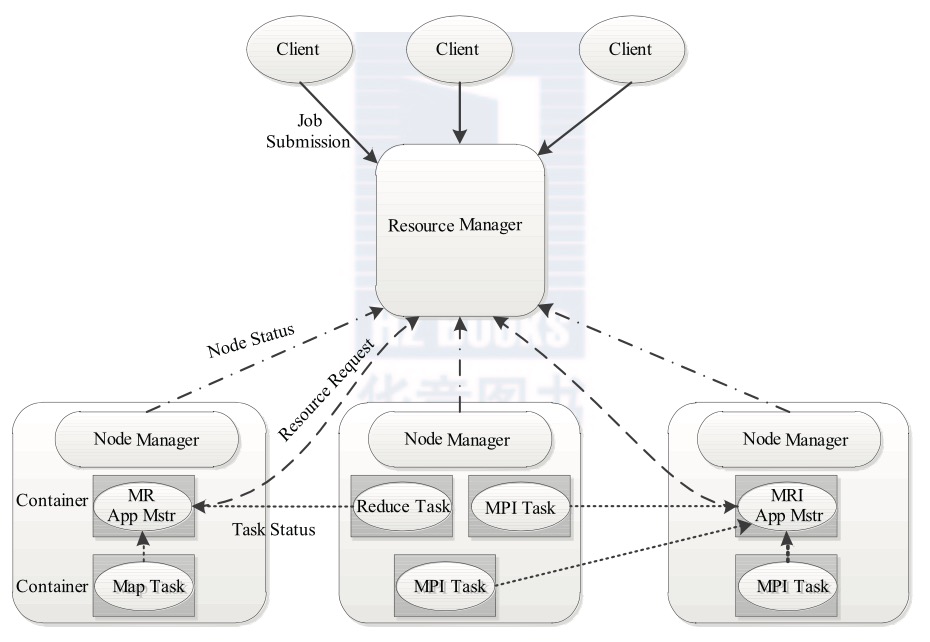 Client
Client
Client
Job
Submission
Resource Manager
HZ BOOKS
华章图书
Node Status
Resource Request
Node Manager
Node Manager
Node Manager
Container
MR
App Mstr
Reduce Task
MPI Task
MRI
App Mstr
Task Status
Container
Map Task
MPI Task
MPI Task